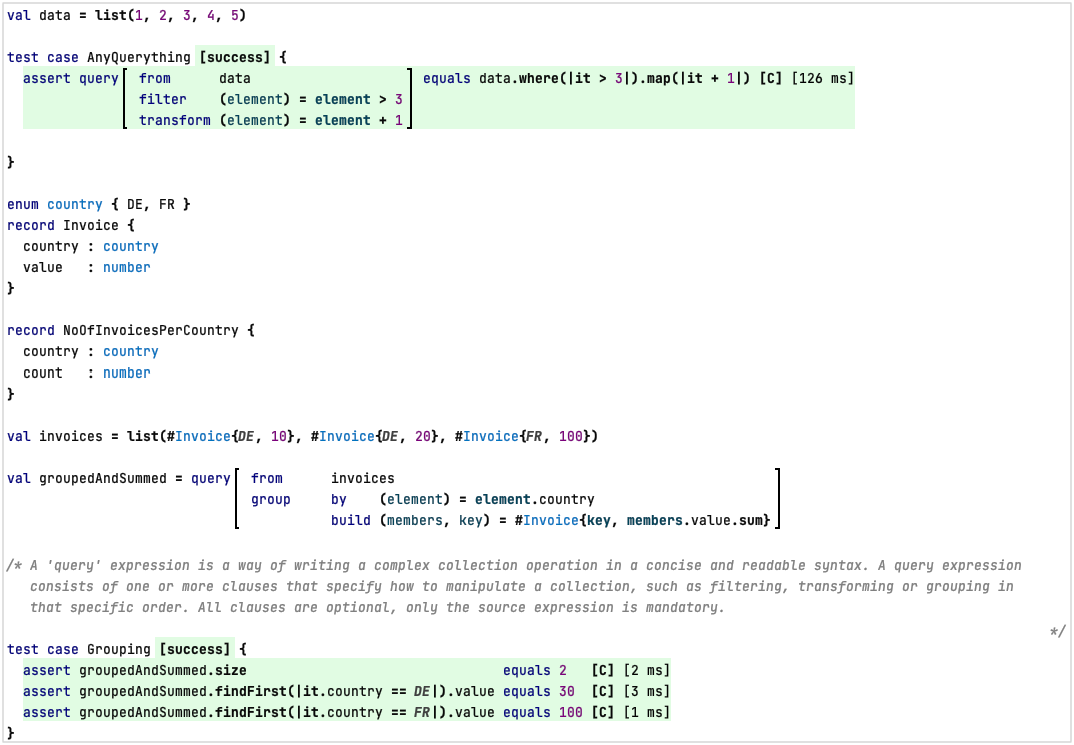 val data = list(1, 2, 3, 4, 5)
test case AnyQuerything [success] {
assert query [ from data ] equals data.where(|it > 3|).map(|it + 1|) [C] [126 ms]
filter (element) = element > 3
transform (element) = element + 1
}
enum country { DE, FR }
record Invoice {
country : country
value : number
}
record NoOfInvoicesPerCountry {
country : country
count : number
}
val invoices = list(#Invoice{DE, 10}, #Invoice{DE, 20}, #Invoice{FR, 100})
val groupedAndSummed = query [ from invoices ]
group by (element) = element.country
build (members, key) = #Invoice{key, members.value.sum}
/* A 'query' expression is a way of writing a complex collection operation in a concise and readable syntax. A query expression
consists of one or more clauses that specify how to manipulate a collection, such as filtering, transforming or grouping in
that specific order. All clauses are optional, only the source expression is mandatory.
*/
test case Grouping [success] {
assert groupedAndSummed.size equals 2 [C] [2 ms]
assert groupedAndSummed.findFirst(|it.country == DE|).value equals 30 [C] [3 ms]
assert groupedAndSummed.findFirst(|it.country == FR|).value equals 100 [C] [1 ms]
}